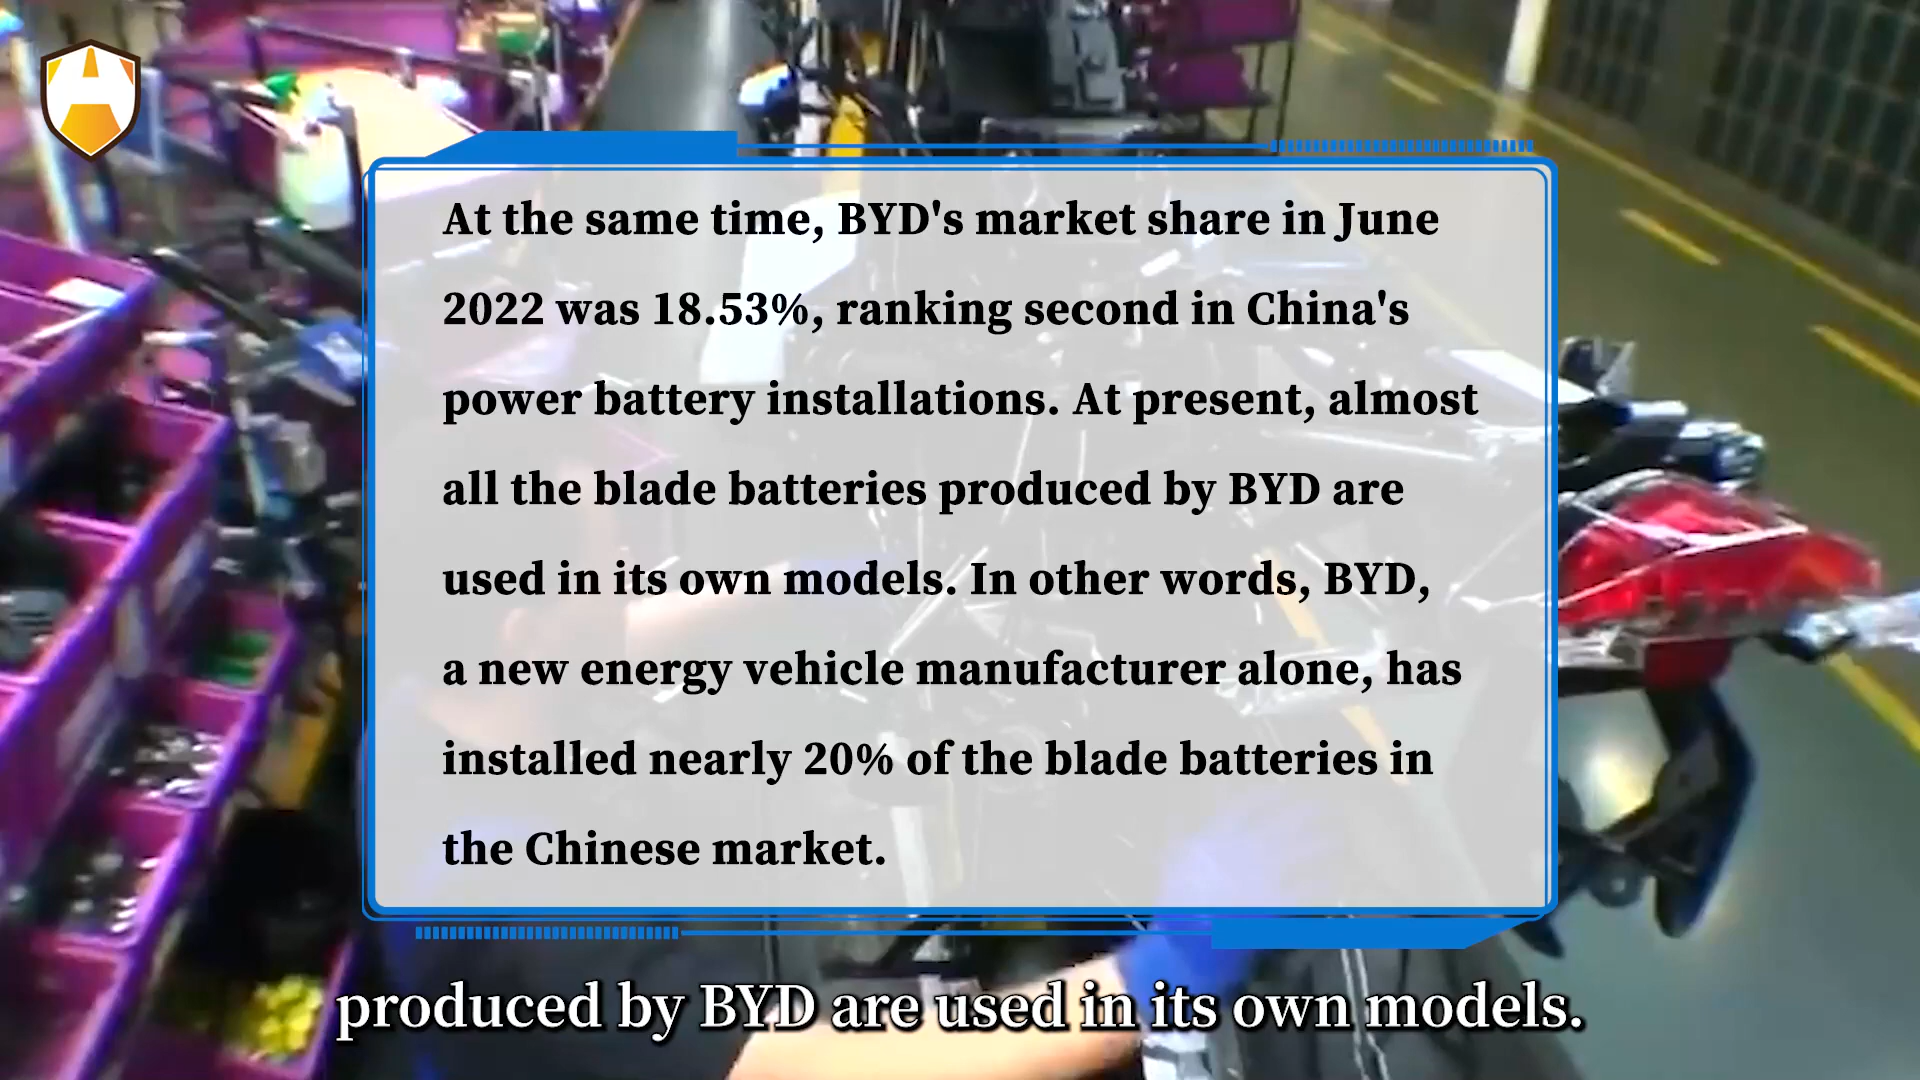 At the same time, BYD's market share in June
2022 was 18.53%, ranking second in China's
power battery installations. At present, almost
all the blade batteries produced by BYD are
used in its own models. In other words, BYD,
a new energy vehicle manufacturer alone, has
installed nearly 20% of the blade batteries in
the Chinese market.
produced by BYD are used in its own models.